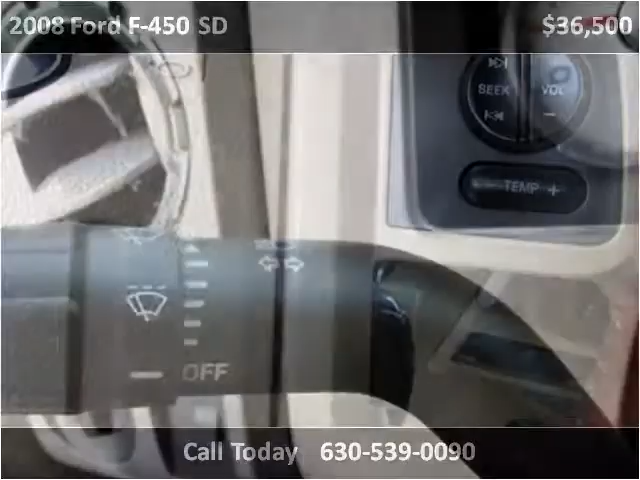 2008 Ford F-450 SD $36,500
SEEK VOL
−
− TEMP +
OFF
Call Today 630-539-0090